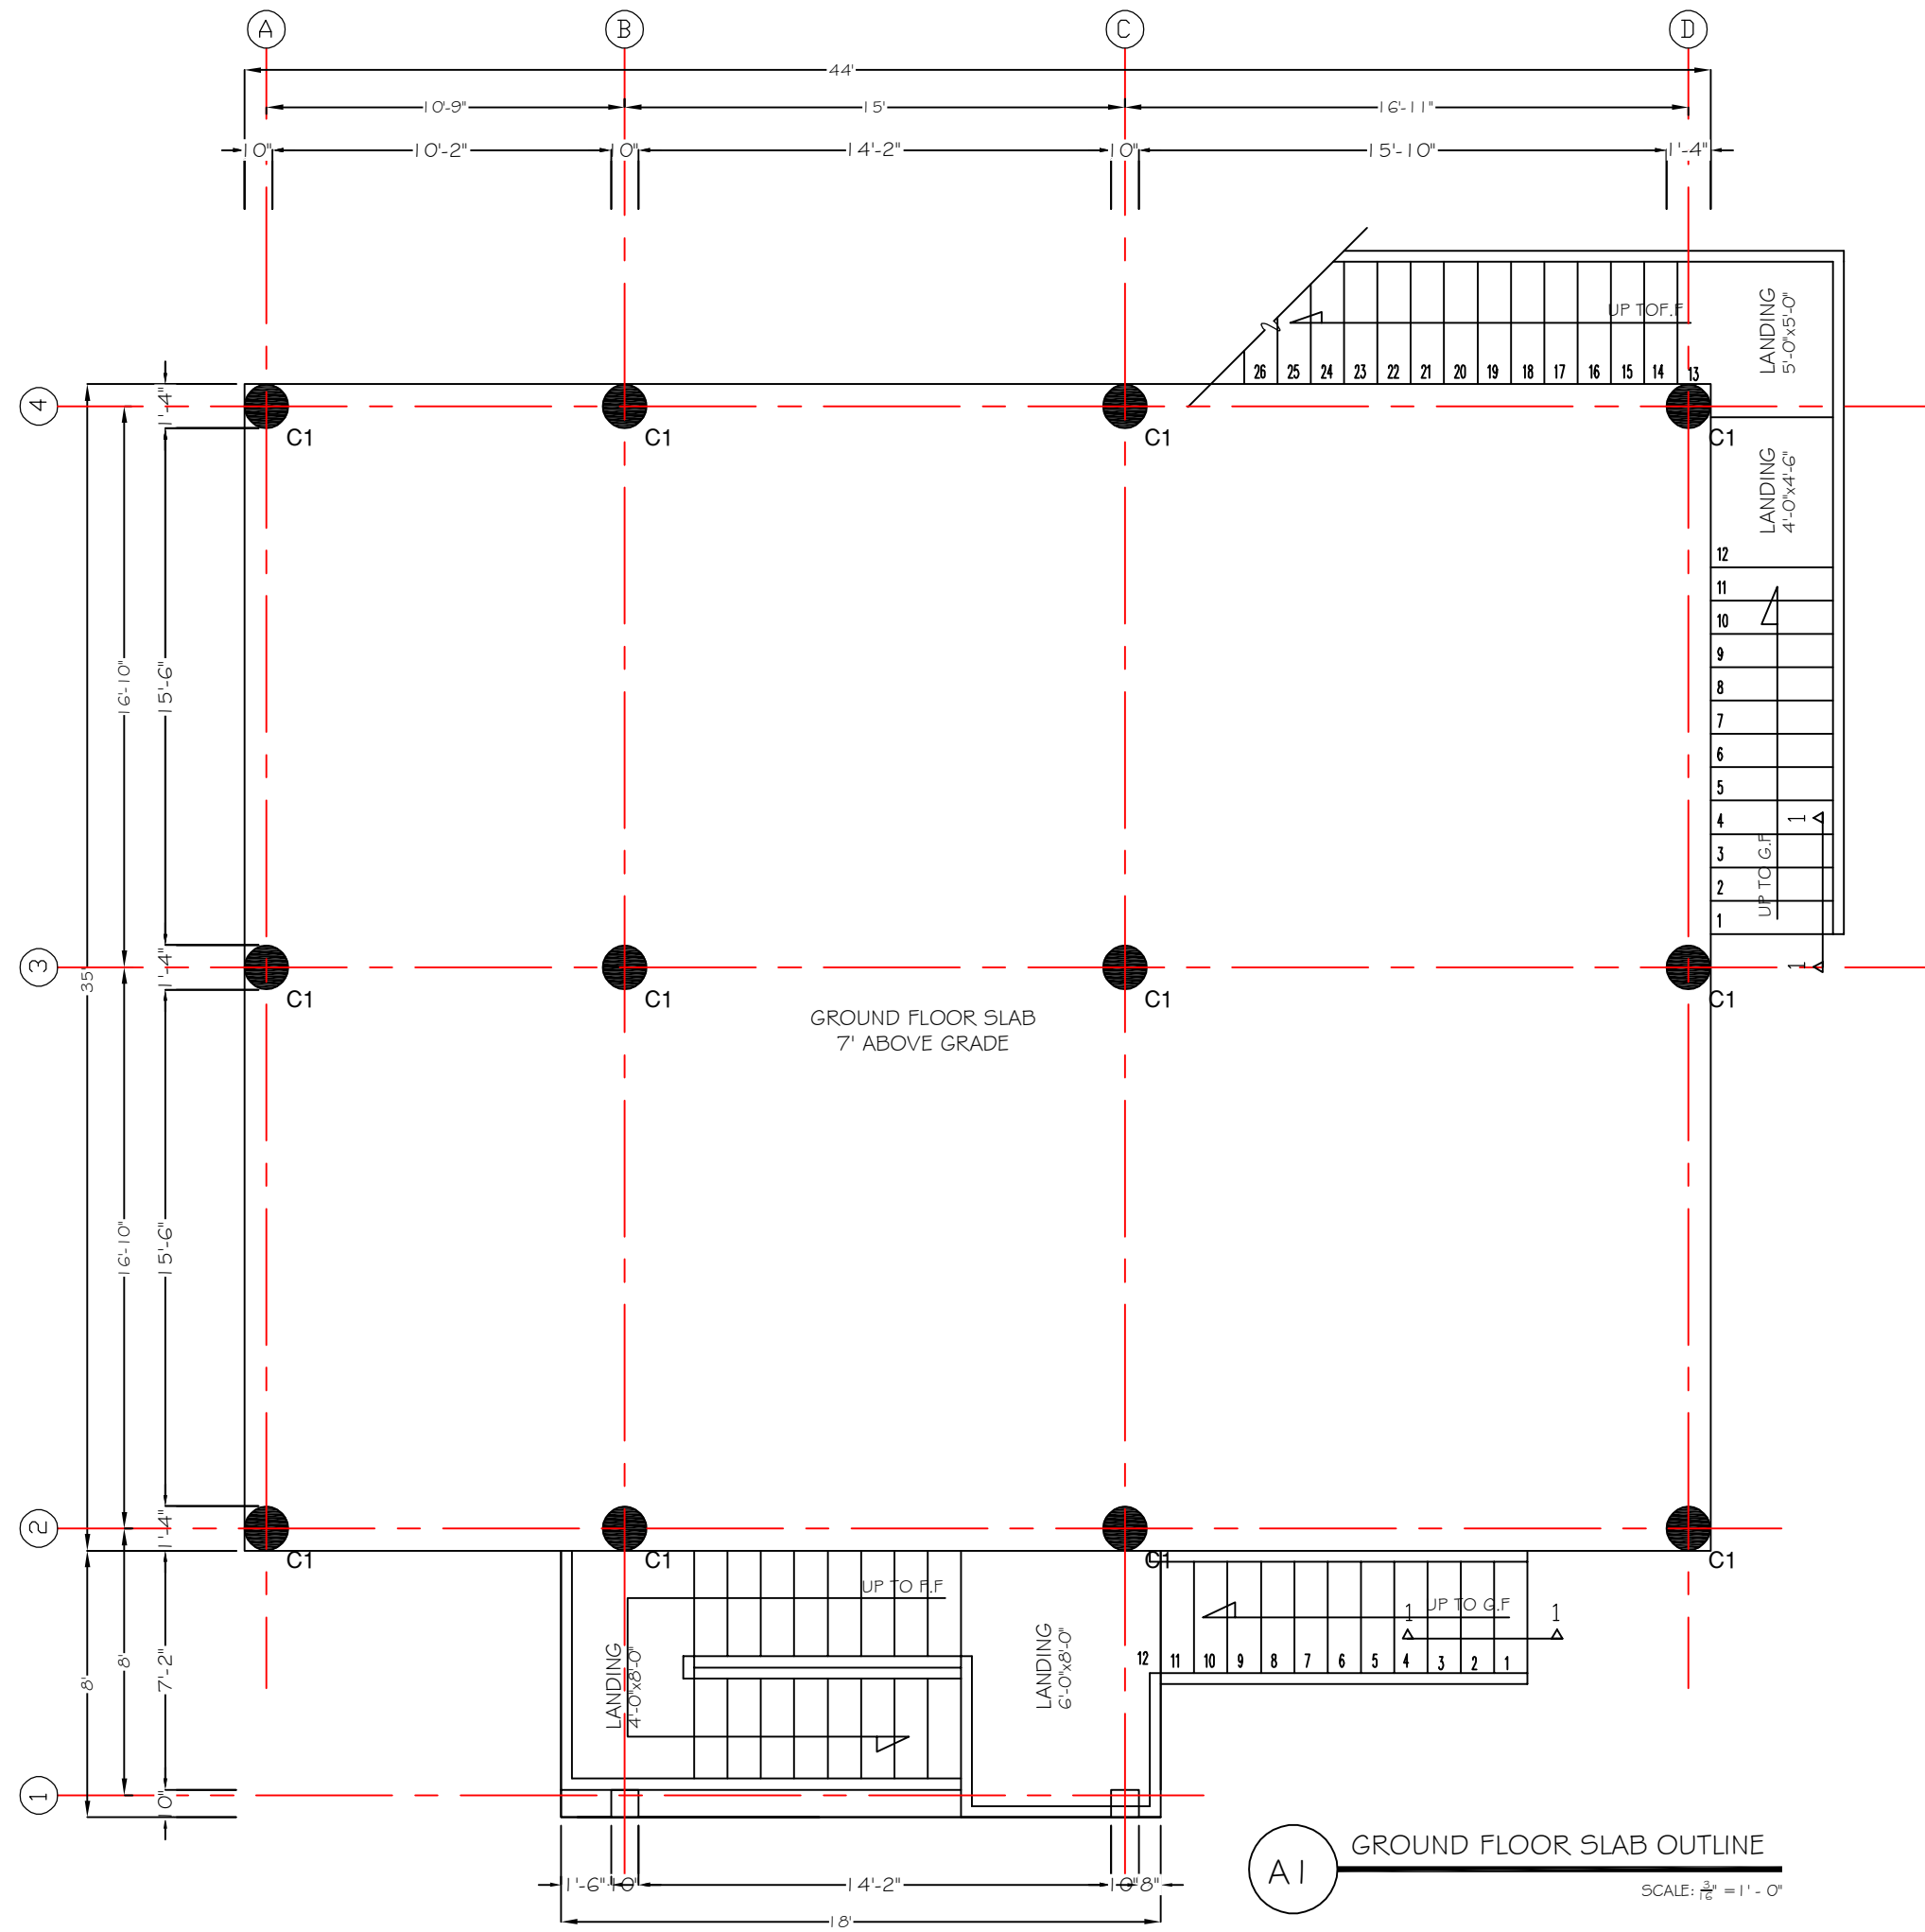 A
B
C
D
44'
10'-9"
15'
16'-11"
10"
10'-2"
10"
14'-2"
10"
15'-10"
1'-4"
UP TOF.F
LANDING
5'-0"x5'-0"
26
25
24
23
22
21
20
19
18
17
16
15
14
13
4
1'-4"
C1
C1
C1
C1
LANDING
4'-0"x4'-6"
12
11
10
9
8
7
6
5
4
3
2
1
UP TO G.F
1
1
16'-10"
15'-6"
3
35'
1'-4"
C1
C1
C1
C1
GROUND FLOOR SLAB
7' ABOVE GRADE
16'-10"
15'-6"
2
1'-4"
C1
C1
C1
C1
UP TO F.F
LANDING
4'-0"x8'-0"
LANDING
6'-0"x8'-0"
UP TO G.F
1
1
12
11
10
9
8
7
6
5
4
3
2
1
8'
8'
7'-2"
1
10"
1'-6"
10"
14'-2"
10"
8"
18'
A1
GROUND FLOOR SLAB OUTLINE
SCALE: 3/16" = 1' - 0"